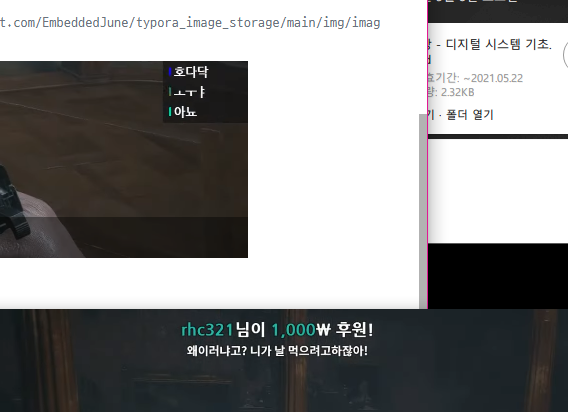 t.com/EmbeddedJune/typora_image_storage/main/img/imag
- 디지털 시스템 기초.
효기간: ~2021.05.22
량: 2.32KB
기 · 폴더 열기
호다닥
ㅗㅜㅑ
아뇨
rhc321님이 1,000₩ 후원!
왜이러냐고? 니가 날 먹으려고하잖아!